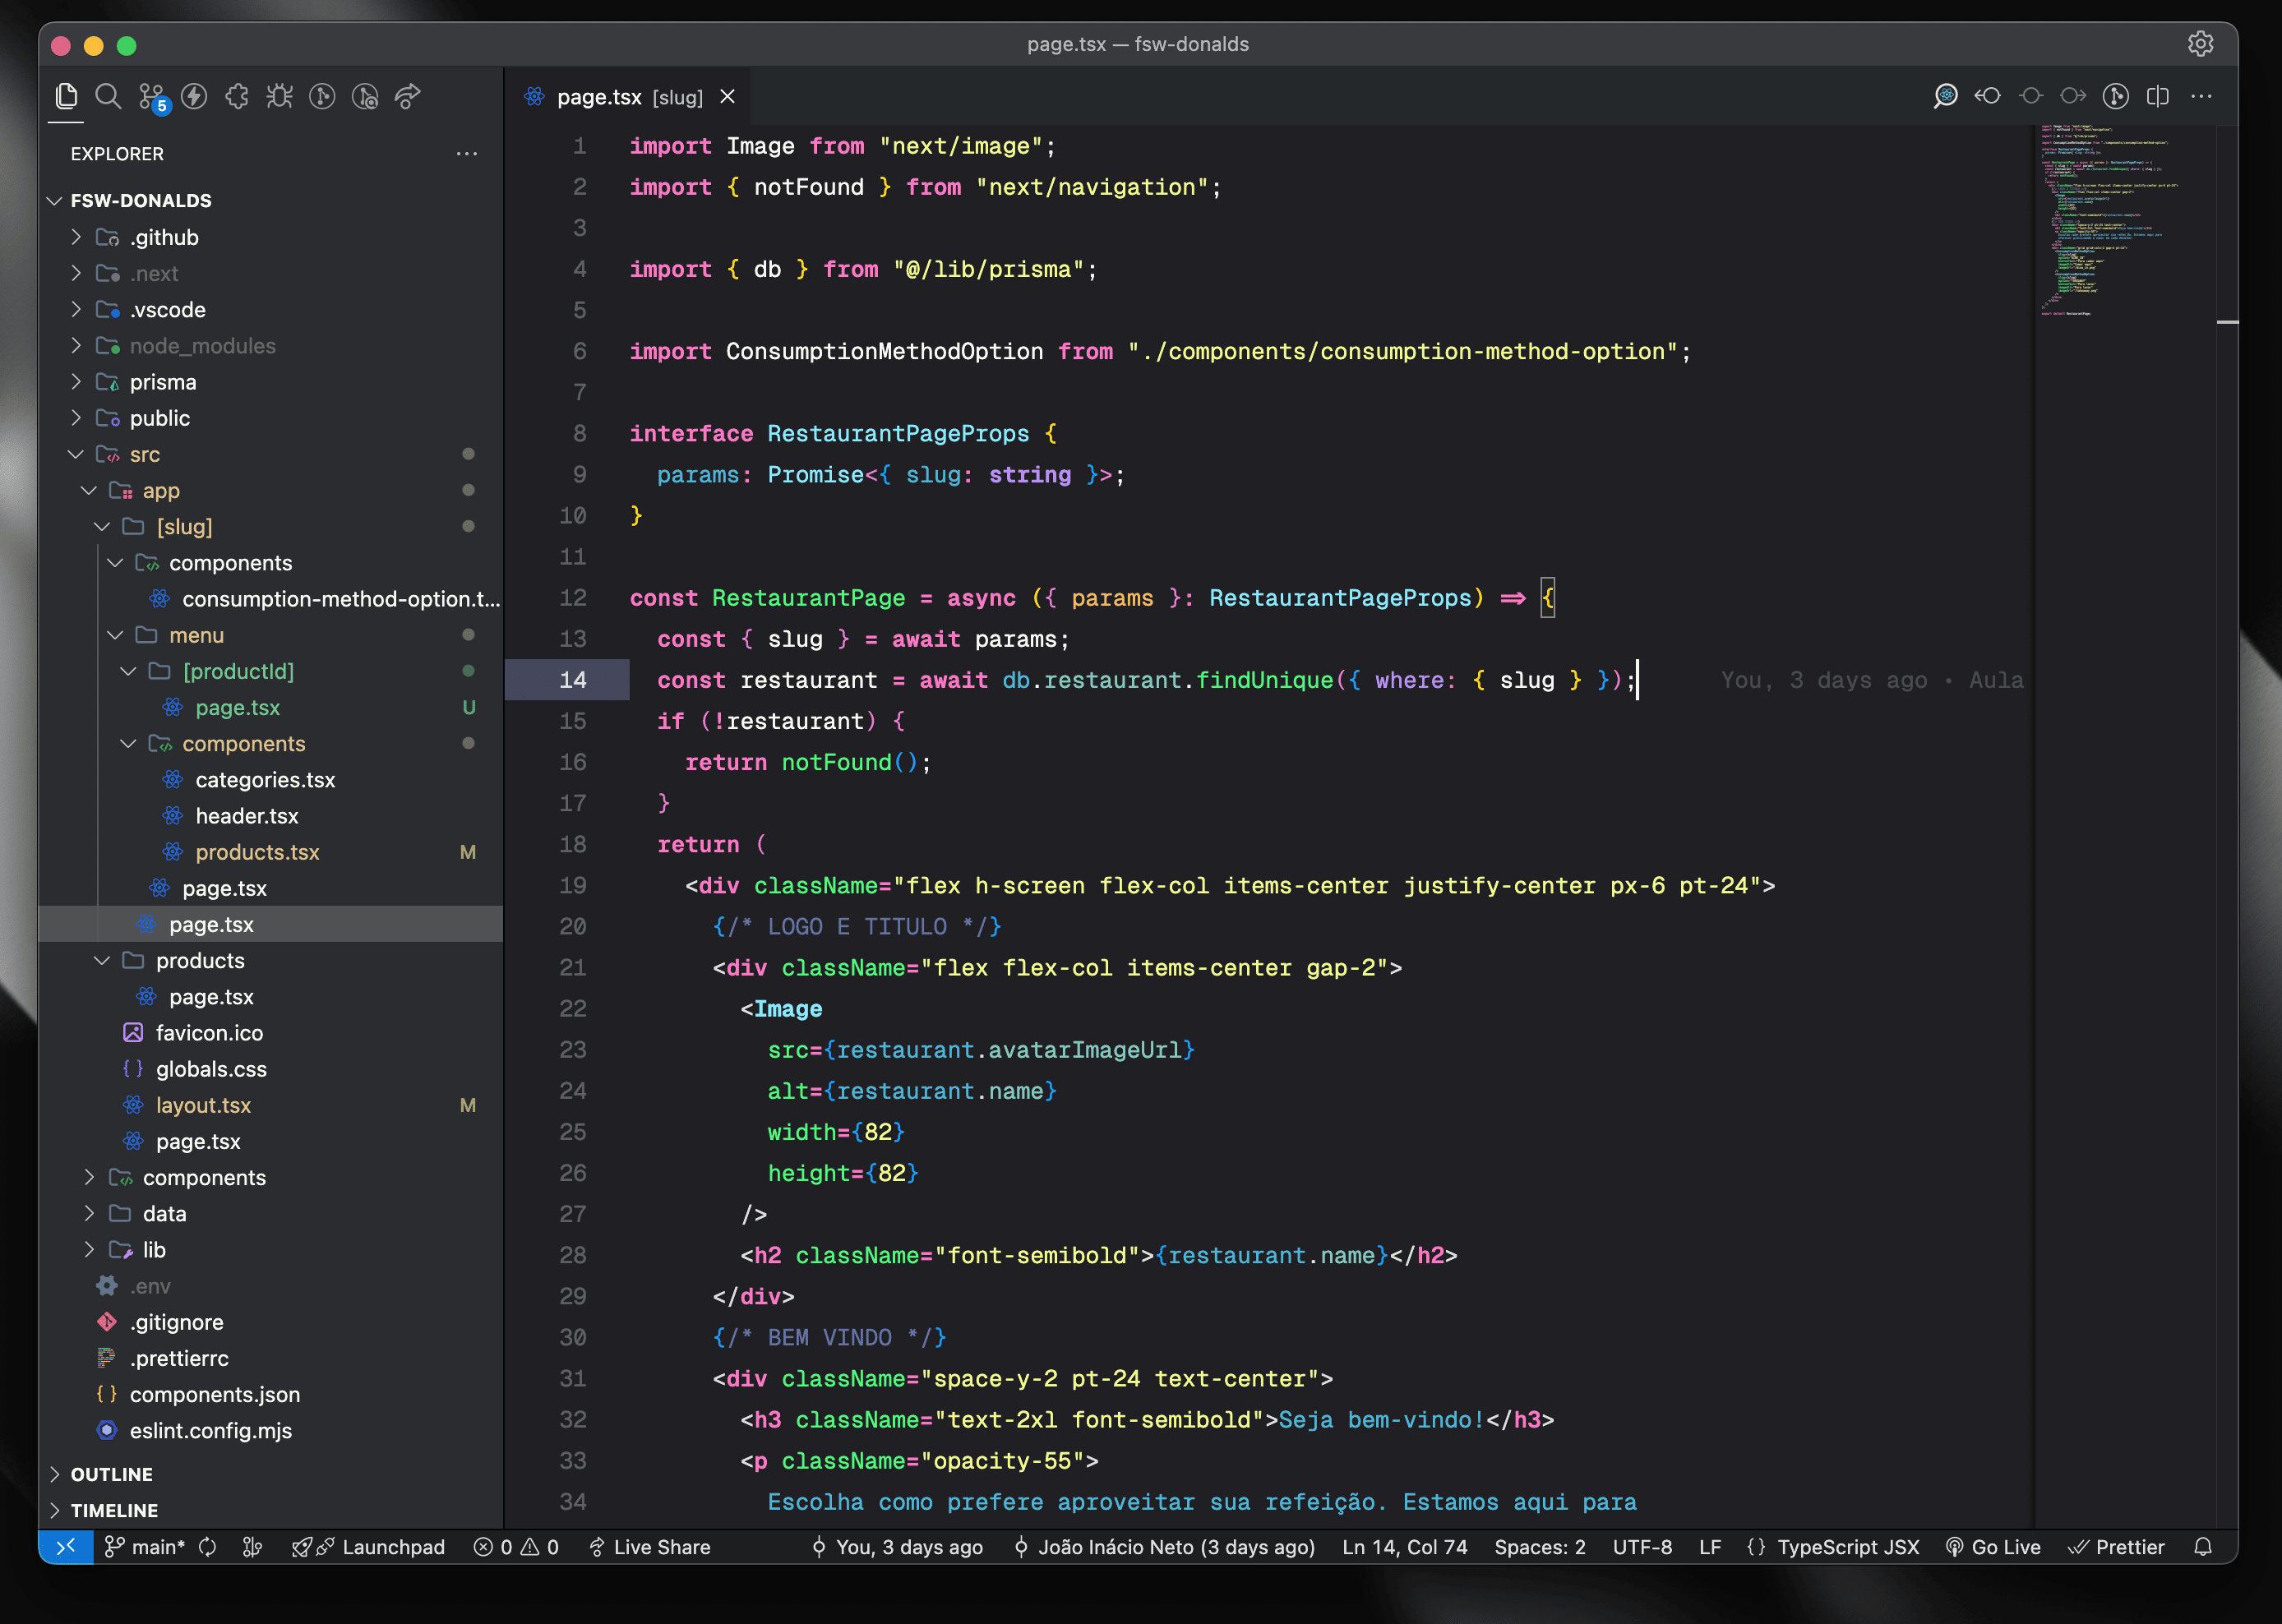 page.tsx — fsw-donalds
5
page.tsx [slug]
EXPLORER
FSW-DONALDS
.github
.next
.vscode
node_modules
prisma
public
src
app
[slug]
components
consumption-method-option.t...
menu
[productId]
page.tsx U
components
categories.tsx
header.tsx
products.tsx M
page.tsx
page.tsx
products
page.tsx
favicon.ico
globals.css
layout.tsx M
page.tsx
components
data
lib
.env
.gitignore
.prettierrc
components.json
eslint.config.mjs
OUTLINE
TIMELINE
1 import Image from "next/image";
2 import { notFound } from "next/navigation";
3
4 import { db } from "@/lib/prisma";
5
6 import ConsumptionMethodOption from "./components/consumption-method-option";
7
8 interface RestaurantPageProps {
9 params: Promise<{ slug: string }>;
10 }
11
12 const RestaurantPage = async ({ params }: RestaurantPageProps) => {
13 const { slug } = await params;
14 const restaurant = await db.restaurant.findUnique({ where: { slug } }); You, 3 days ago • Aula
15 if (!restaurant) {
16 return notFound();
17 }
18 return (
19 <div className="flex h-screen flex-col items-center justify-center px-6 pt-24">
20 {/* LOGO E TITULO */}
21 <div className="flex flex-col items-center gap-2">
22 <Image
23 src={restaurant.avatarImageUrl}
24 alt={restaurant.name}
25 width={82}
26 height={82}
27 />
28 <h2 className="font-semibold">{restaurant.name}</h2>
29 </div>
30 {/* BEM VINDO */}
31 <div className="space-y-2 pt-24 text-center">
32 <h3 className="text-2xl font-semibold">Seja bem-vindo!</h3>
33 <p className="opacity-55">
34 Escolha como prefere aproveitar sua refeição. Estamos aqui para
main* Launchpad 0 0 Live Share You, 3 days ago João Inácio Neto (3 days ago) Ln 14, Col 74 Spaces: 2 UTF-8 LF {} TypeScript JSX Go Live Prettier